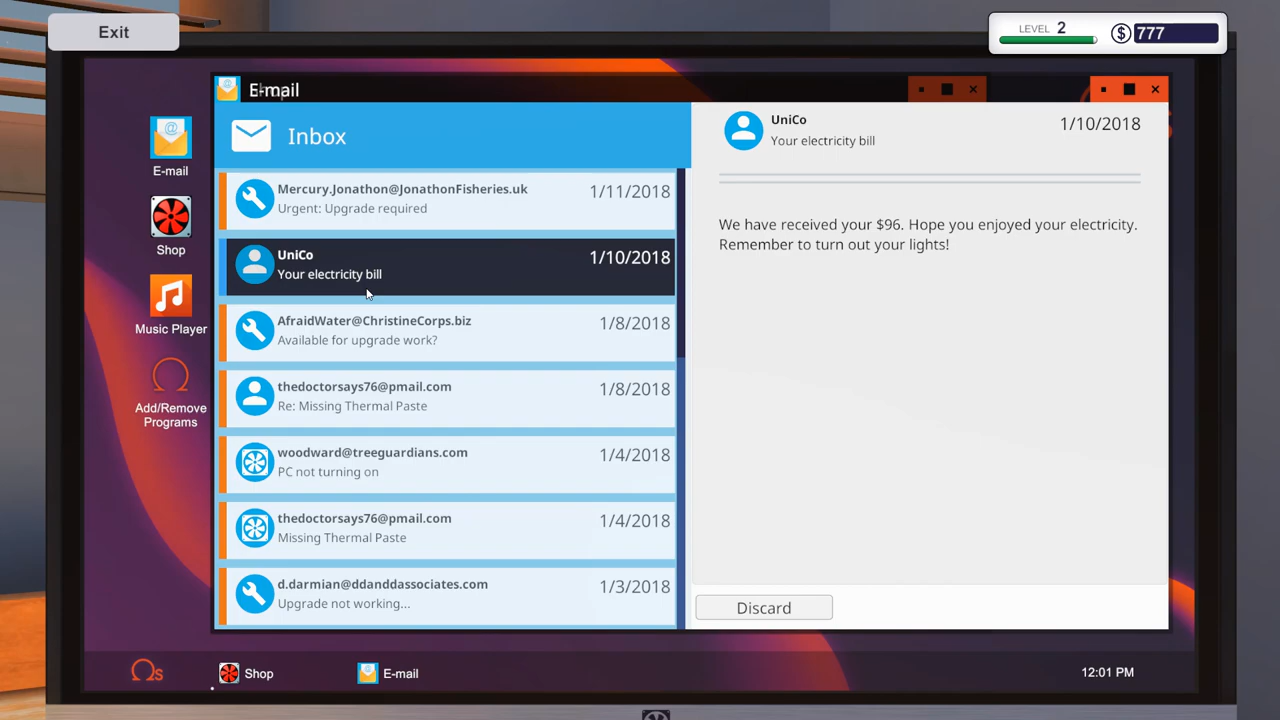 Exit
LEVEL 2
$ 777
E-mail
Inbox
Mercury.Jonathon@JonathonFisheries.uk 1/11/2018
Urgent: Upgrade required
UniCo 1/10/2018
Your electricity bill
AfraidWater@ChristineCorps.biz 1/8/2018
Available for upgrade work?
thedoctorsays76@pmail.com 1/8/2018
Re: Missing Thermal Paste
woodward@treeguardians.com 1/4/2018
PC not turning on
thedoctorsays76@pmail.com 1/4/2018
Missing Thermal Paste
d.darmian@ddanddassociates.com 1/3/2018
Upgrade not working...
UniCo 1/10/2018
Your electricity bill
We have received your $96. Hope you enjoyed your electricity.
Remember to turn out your lights!
Discard
E-mail
Shop
Music Player
Add/Remove
Programs
Ωs
Shop
E-mail
12:01 PM